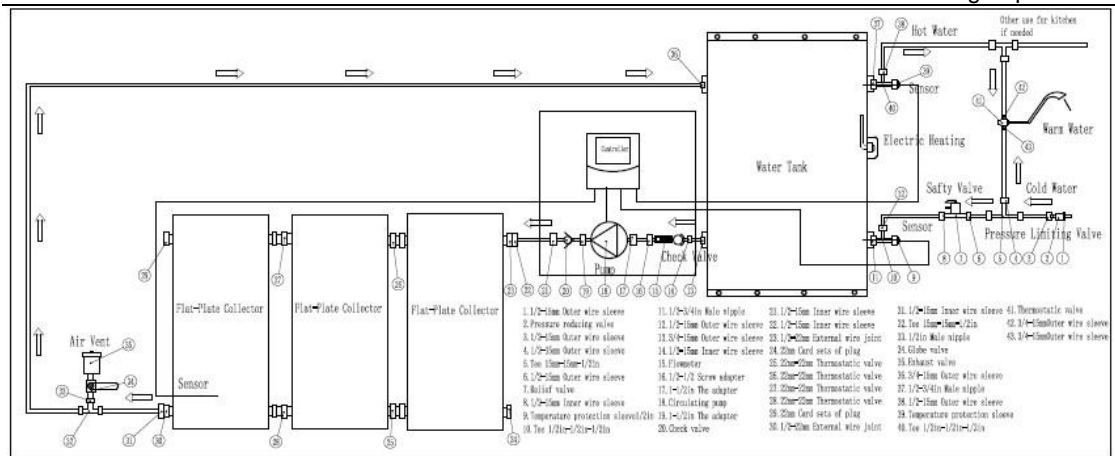 Hot Water
Other use for kitchen
if needed
Sensor
Warm Water
Controller
Electric Heating
Water Tank
Safty Valve
Cold Water
Sensor
Pressure Limiting Valve
Check Valve
Pump
Flat-Plate Collector
Flat-Plate Collector
Flat-Plate Collector
Air Vent
Sensor
1.1/2-15mm Outer wire sleeve
2.Pressure reducing valve
3.1/2-15mm Outer wire sleeve
4.1/2-15mm Outer wire sleeve
5.Tee 15mm-15mm-1/2in
6.1/2-15mm Outer wire sleeve
7.Relief valve
8.1/2-15mm Inner wire sleeve
9.Temperature protection sleeve1/2in
10.Tee 1/2in-1/2in-1/2in
11.1/2-3/4in Male nipple
12.1/2-15mm Outer wire sleeve
13.3/4-15mm Outer wire sleeve
14.1/2-15mm Inner wire sleeve
15.Flowmeter
16.1/2-1/2 Screw adapter
17.1-1/2in The adapter
18.Circulating pump
19.1-1/2in The adapter
20.Check valve
21.1/2-15mm Inner wire sleeve
22.1/2-15mm Inner wire sleeve
23.1/2-22mm External wire joint
24.22mm Card sets of plug
25.22mm-22mm Thermostatic valve
26.22mm-22mm Thermostatic valve
27.22mm-22mm Thermostatic valve
28.22mm-22mm Thermostatic valve
29.22mm Card sets of plug
30.1/2-22mm External wire joint
31.1/2-15mm Inner wire sleeve
32.Tee 15mm-15mm-1/2in
33.1/2in Male nipple
34.Globe valve
35.Exhaust valve
36.3/4-15mm Outer wire sleeve
37.1/2-3/4in Male nipple
38.1/2-15mm Outer wire sleeve
39.Temperature protection sleeve
40.Tee 1/2in-1/2in-1/2in
41.Thermostatic valve
42.3/4-15mmOuter wire sleeve
43.3/4-15mmOuter wire sleeve